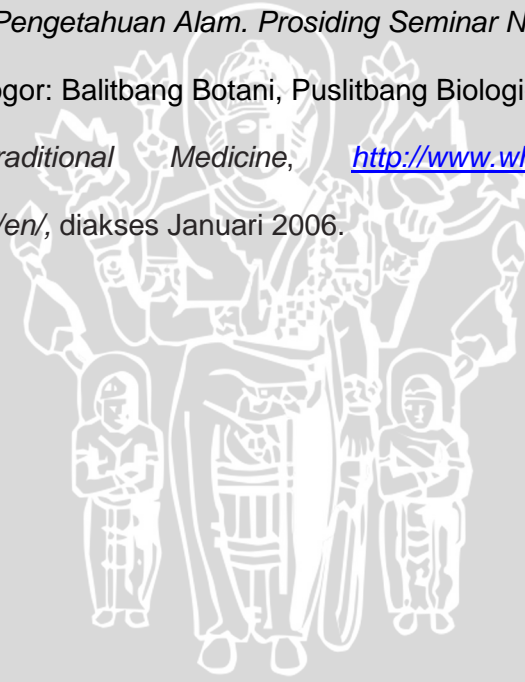 Pengetahuan Alam. Prosiding Seminar N
ogor: Balitbang Botani, Puslitbang Biologi
raditional Medicine, http://www.wh
/en/, diakses Januari 2006.